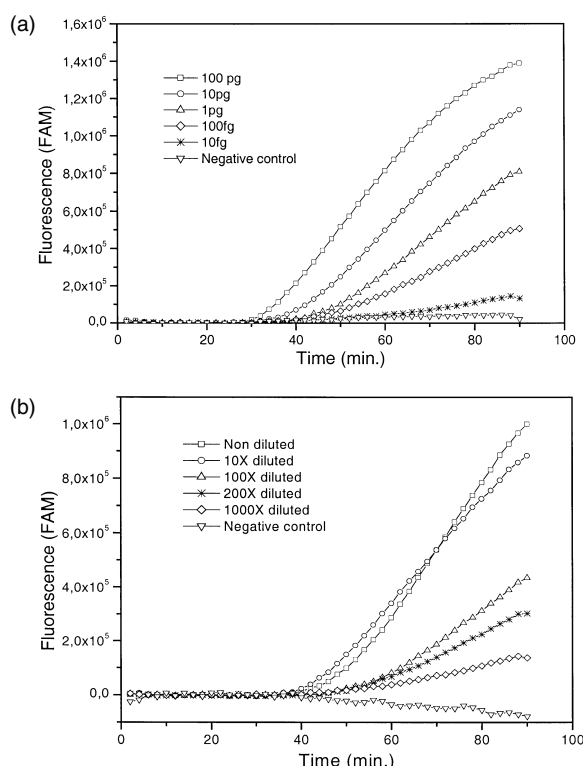 (a)
1,6x10⁶
1,4x10⁶
1,2x10⁶
1,0x10⁶
8,0x10⁵
6,0x10⁵
4,0x10⁵
2,0x10⁵
0,0
Fluorescence (FAM)
100 pg
10pg
1pg
100fg
10fg
Negative control
0 20 40 60 80 100
Time (min.)
(b)
1,0x10⁶
8,0x10⁵
6,0x10⁵
4,0x10⁵
2,0x10⁵
0,0
Fluorescence (FAM)
Non diluted
10X diluted
100X diluted
200X diluted
1000X diluted
Negative control
0 20 40 60 80 100
Time (min.)